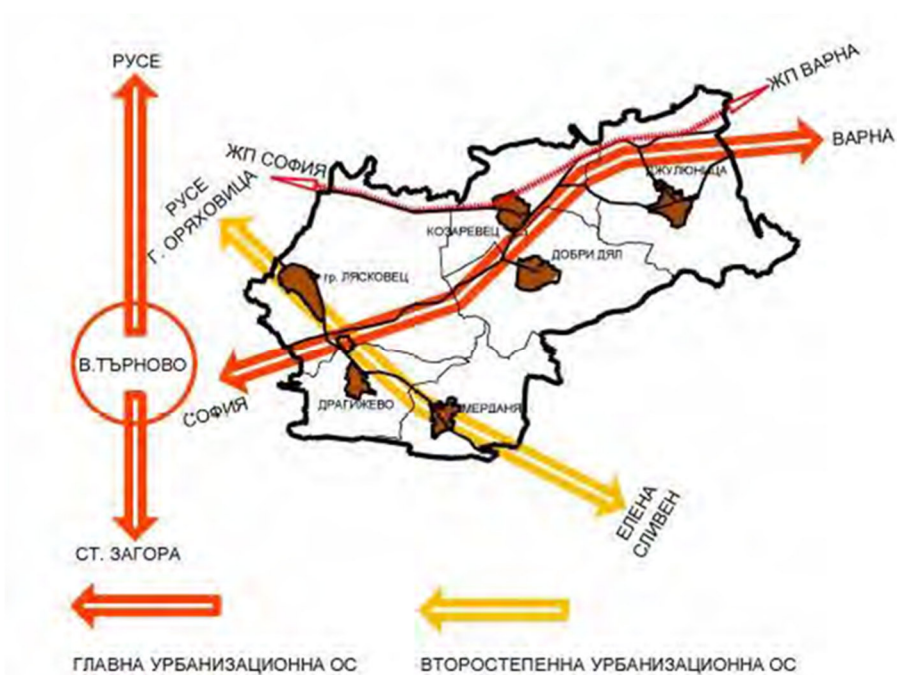 РУСЕ
ЖП ВАРНА
ВАРНА
ЖП СОФИЯ
РУСЕ
Г. ОРЯХОВИЦА
ДЖУЛЮНИЦА
КОЗАРЕВЕЦ
ДОБРИ ДЯЛ
гр. ЛЯСКОВЕЦ
В.ТЪРНОВО
СОФИЯ
ДРАГИЖЕВО
МЕРДАНЯ
ЕЛЕНА
СЛИВЕН
СТ. ЗАГОРА
ГЛАВНА УРБАНИЗАЦИОННА ОС
ВТОРОСТЕПЕННА УРБАНИЗАЦИОННА ОС